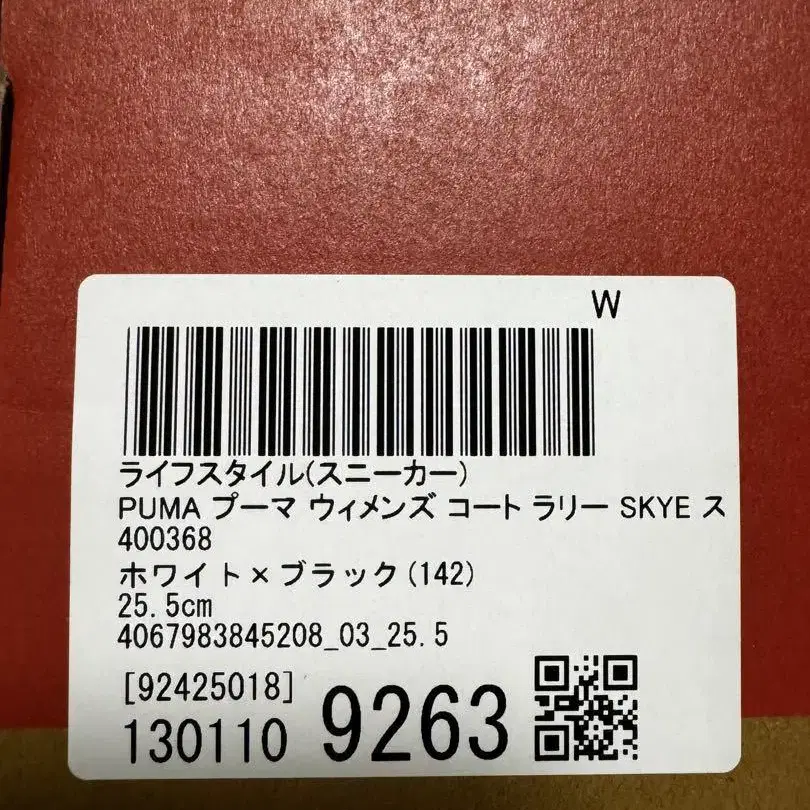 W
ライフスタイル(スニーカー)
PUMA プーマ ウィメンズ コート ラリー SKYE ス
400368
ホワイト×ブラック(142)
25.5cm
4067983845208_03_25.5
[92425018]
130110 9263